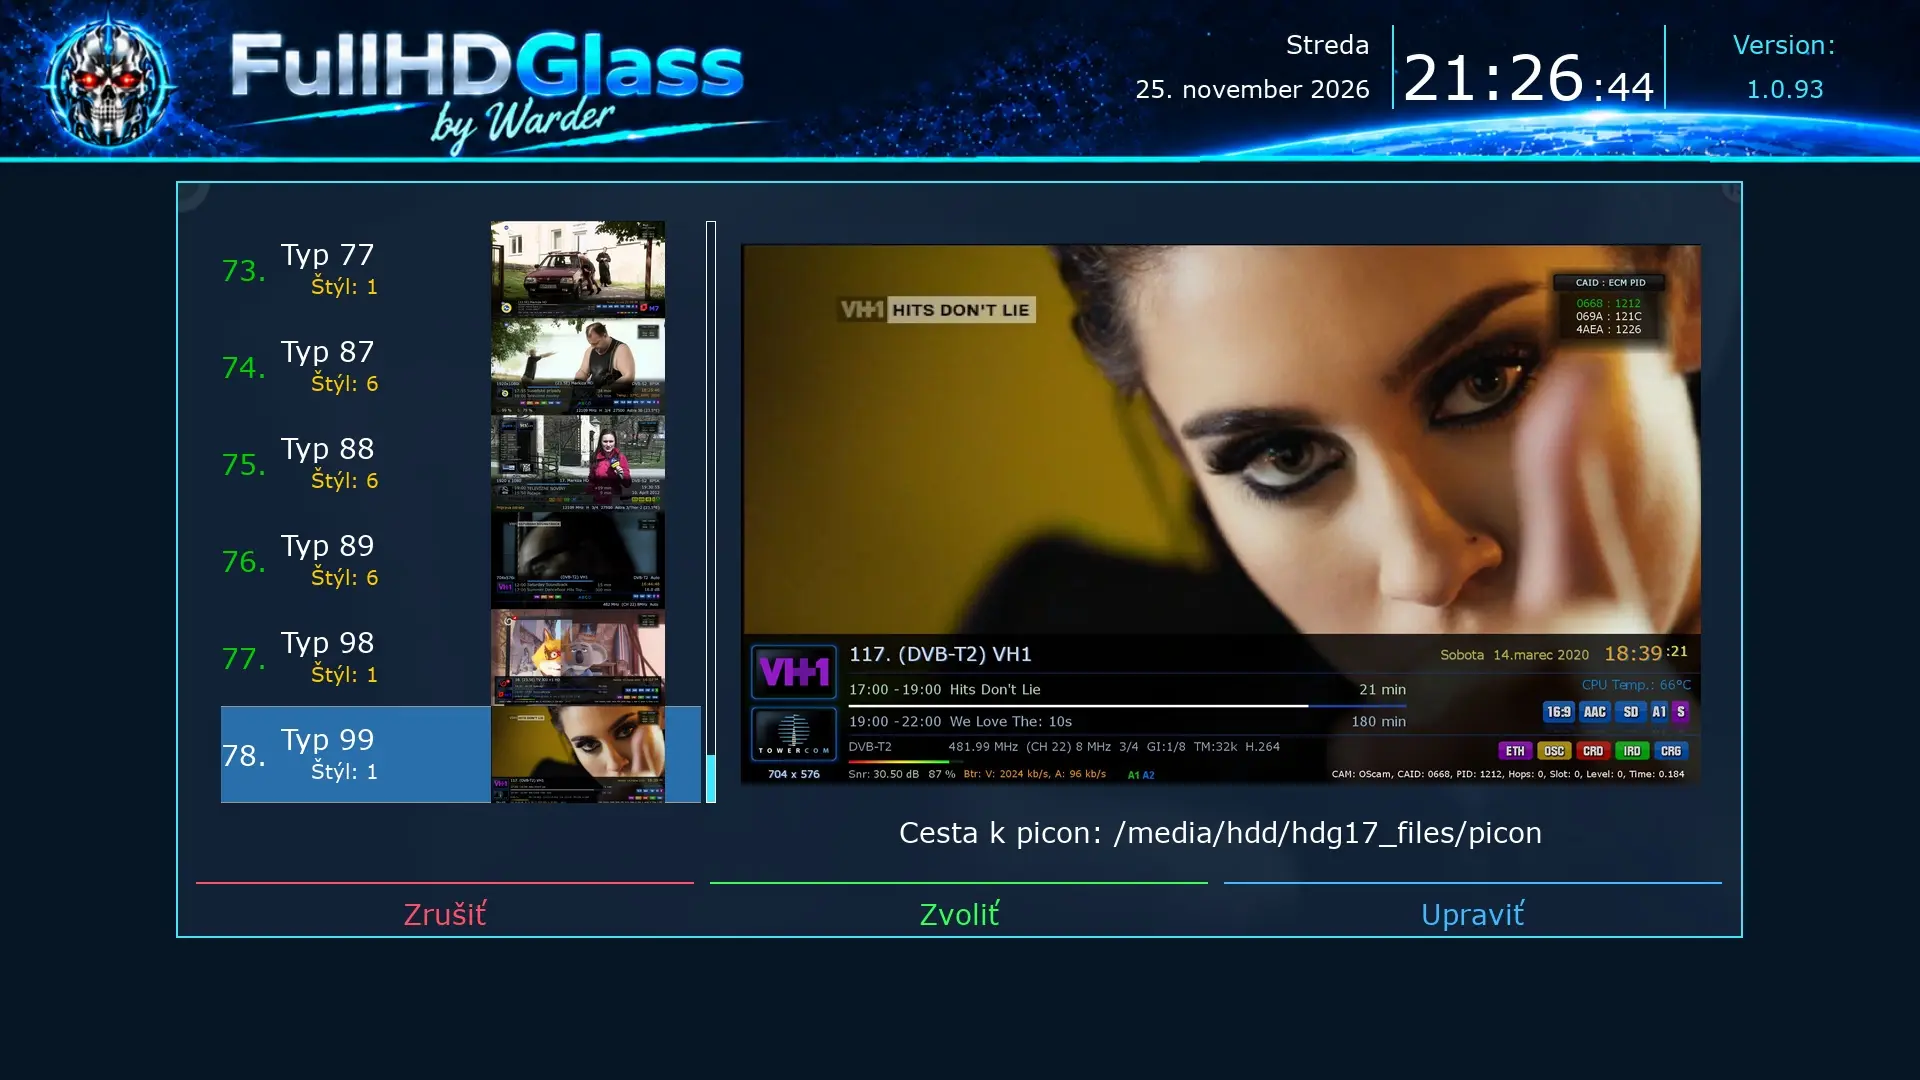 FullHDGlass
by Warder
Streda
25. november 2026
21:26:44
Version:
1.0.93
73.
Typ 77
Štýl: 1
74.
Typ 87
Štýl: 6
75.
Typ 88
Štýl: 6
76.
Typ 89
Štýl: 6
77.
Typ 98
Štýl: 1
78.
Typ 99
Štýl: 1
VH1 HITS DON'T LIE
CAID : ECM PID
0668 : 1212
069A : 121C
4AEA : 1226
VH1
117. (DVB-T2) VH1
Sobota 14.marec 2020 18:39:21
CPU Temp.: 66°C
17:00 - 19:00 Hits Don't Lie 21 min
16:9 AAC SD A1 S
19:00 - 22:00 We Love The: 10s 180 min
TOWERCOM
DVB-T2 481.99 MHz (CH 22) 8 MHz 3/4 GI:1/8 TM:32k H.264
ETH OSC CRD IRD CRG
704 x 576
Snr: 30.50 dB 87 % Btr: V: 2024 kb/s, A: 96 kb/s A1 A2
CAM: OScam, CAID: 0668, PID: 1212, Hops: 0, Slot: 0, Level: 0, Time: 0.184
Cesta k picon: /media/hdd/hdg17_files/picon
Zrušiť
Zvoliť
Upraviť